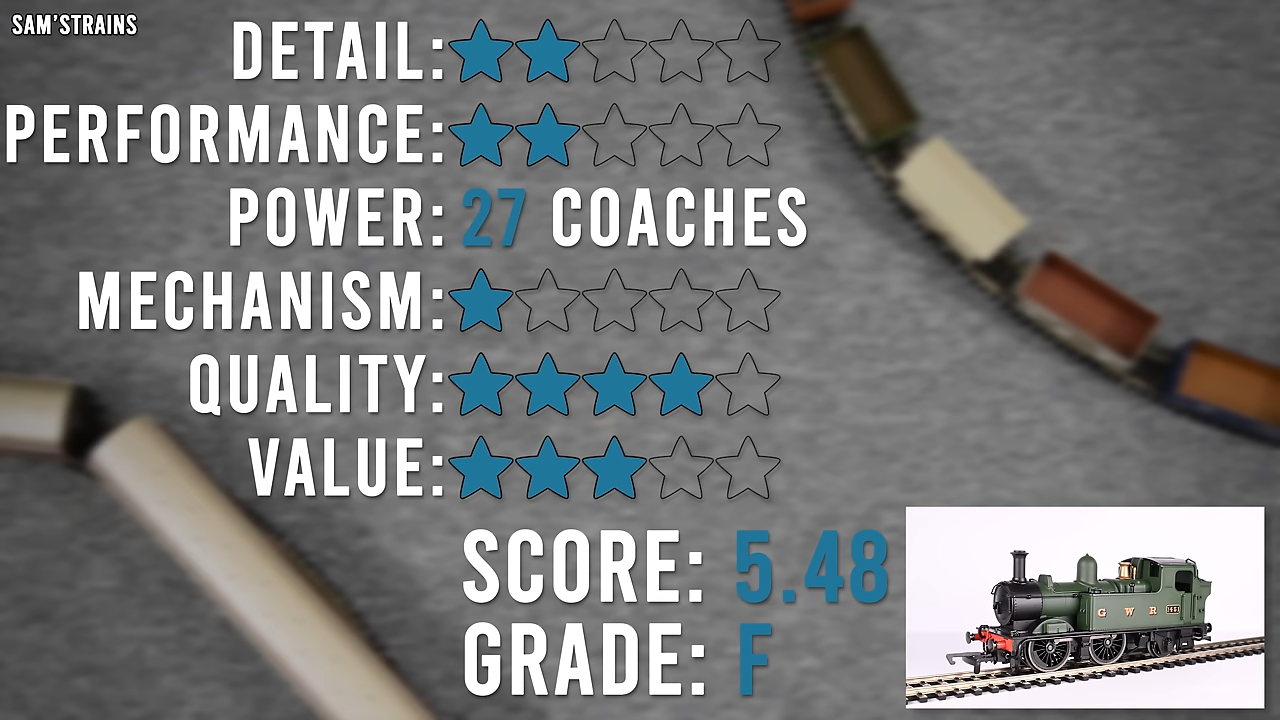 SAM'STRAINS
DETAIL:
PERFORMANCE:
POWER: 27 COACHES
MECHANISM:
QUALITY:
VALUE:
SCORE: 5.48
GRADE: F
G W R